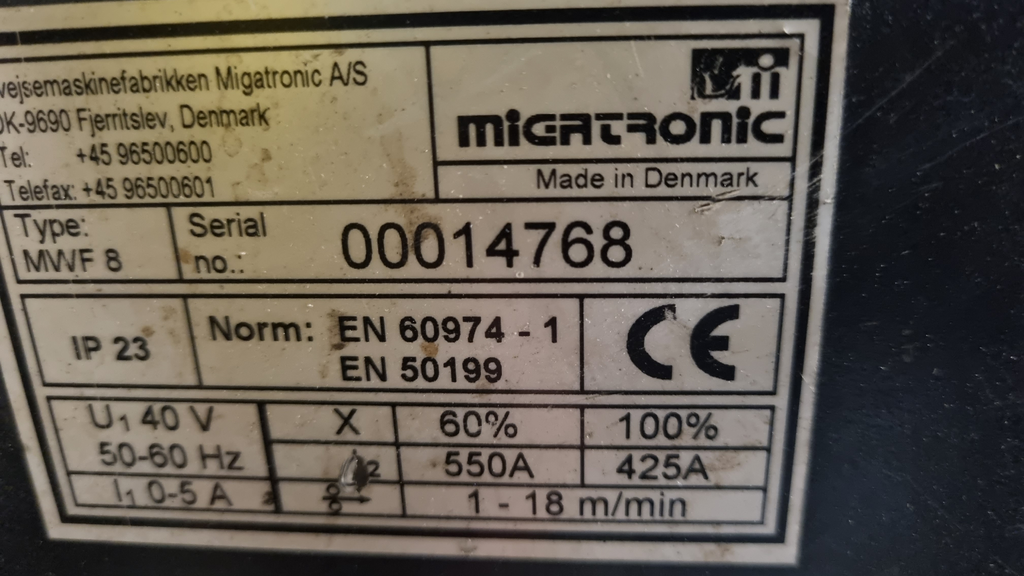 vejsemaskinefabrikken Migatronic A/S
DK-9690 Fjerritslev, Denmark
Tel: +45 96500600
Telefax: +45 96500601
MIGATRONIC
Made in Denmark
Type:
MWF 8
Serial
no.:
00014768
IP 23
Norm: EN 60974 - 1
EN 50199
CE
U1 40 V
50-60 Hz
I1 0-5 A
X 60% 100%
2 550A 425A
1 - 18 m/min